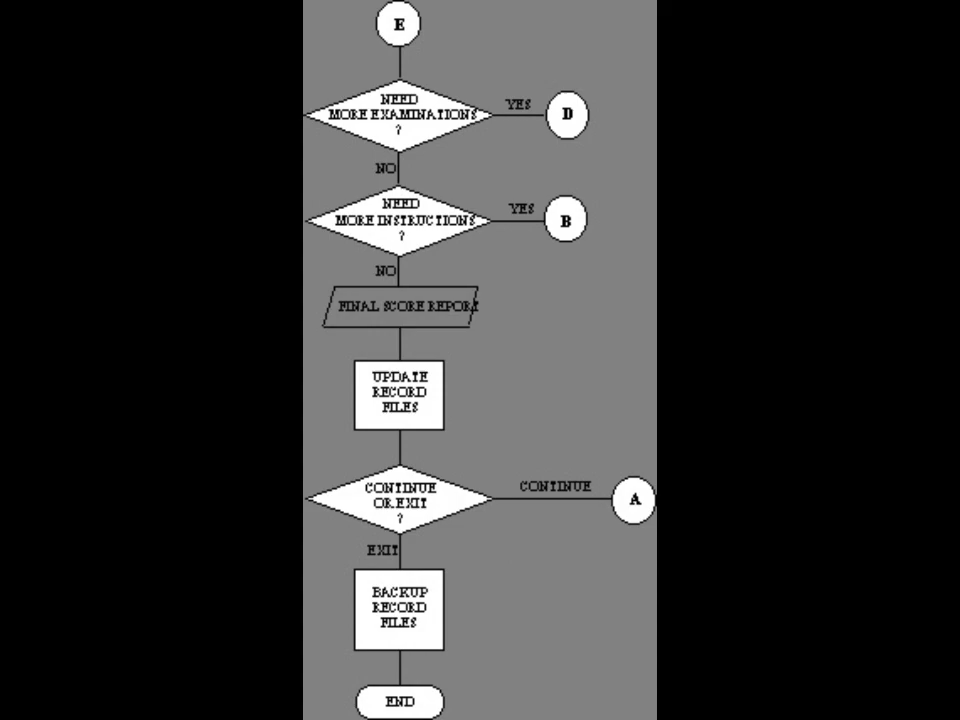 E
NEED
MORE EXAMINATIONS
?
YES
D
NO
NEED
MORE INSTRUCTIONS
?
YES
B
NO
FINAL SCORE REPORT
UPDATE
RECORD
FILES
CONTINUE
OR EXIT
?
CONTINUE
A
EXIT
BACKUP
RECORD
FILES
END